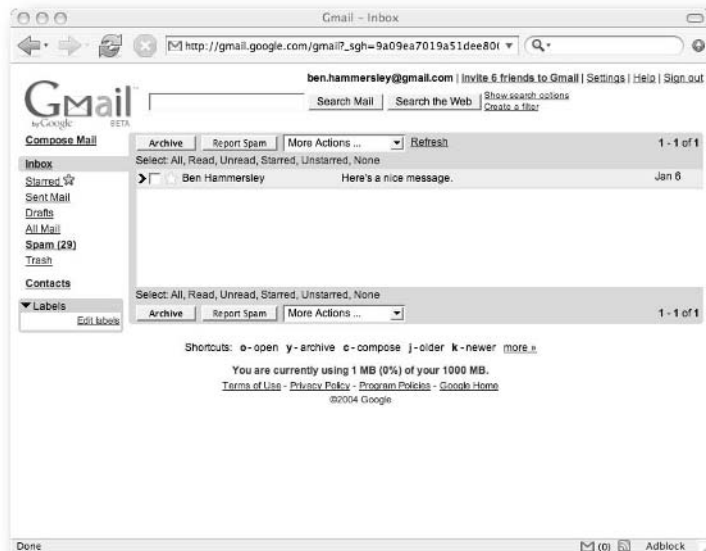 Gmail - Inbox
http://gmail.google.com/gmail?_sgh=9a09ea7019a51dee80(
ben.hammersley@gmail.com | Invite 6 friends to Gmail | Settings | Help | Sign out
Gmail
by Google BETA
Search Mail Search the Web Show search options
Create a filter
Compose Mail
Archive Report Spam More Actions ... Refresh 1 - 1 of 1
Select: All, Read, Unread, Starred, Unstarred, None
Inbox
Ben Hammersley Here's a nice message. Jan 6
Starred
Sent Mail
Drafts
All Mail
Spam (29)
Trash
Contacts
Labels
Edit labels
Select: All, Read, Unread, Starred, Unstarred, None
Archive Report Spam More Actions ... 1 - 1 of 1
Shortcuts: o - open y - archive c - compose j - older k - newer more »
You are currently using 1 MB (0%) of your 1000 MB.
Terms of Use - Privacy Policy - Program Policies - Google Home
©2004 Google
Done (0) Adblock